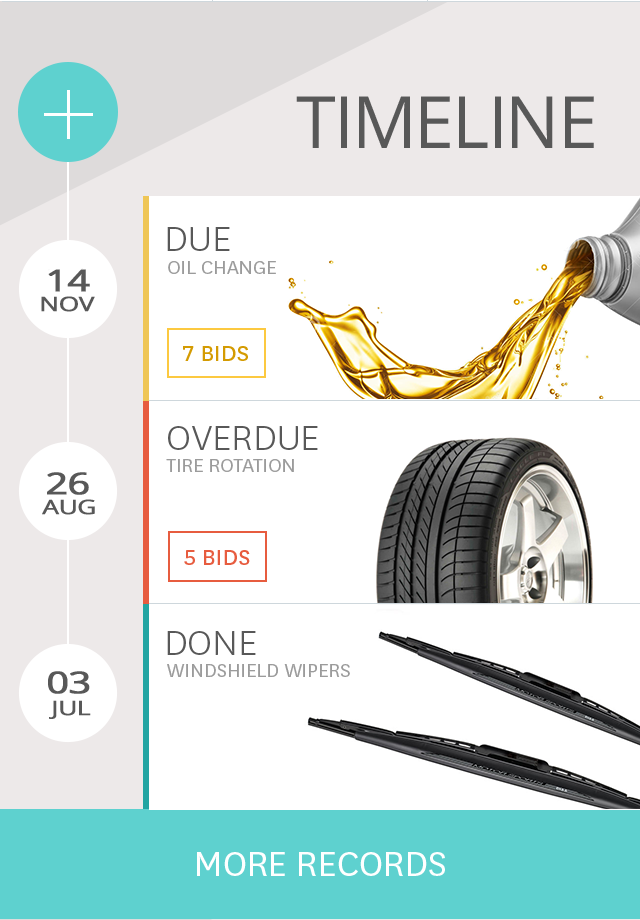 TIMELINE
14
NOV
DUE
OIL CHANGE
7 BIDS
26
AUG
OVERDUE
TIRE ROTATION
5 BIDS
03
JUL
DONE
WINDSHIELD WIPERS
MORE RECORDS